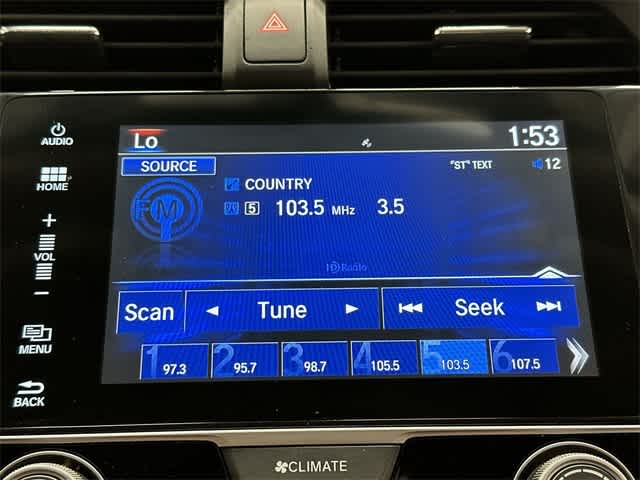 AUDIO
HOME
+
VOL
−
MENU
BACK
Lo
1:53
SOURCE
"ST" TEXT
12
FM
COUNTRY
5 103.5 MHz 3.5
HD Radio
Scan
Tune
Seek
1 97.3
2 95.7
3 98.7
4 105.5
5 103.5
6 107.5
CLIMATE